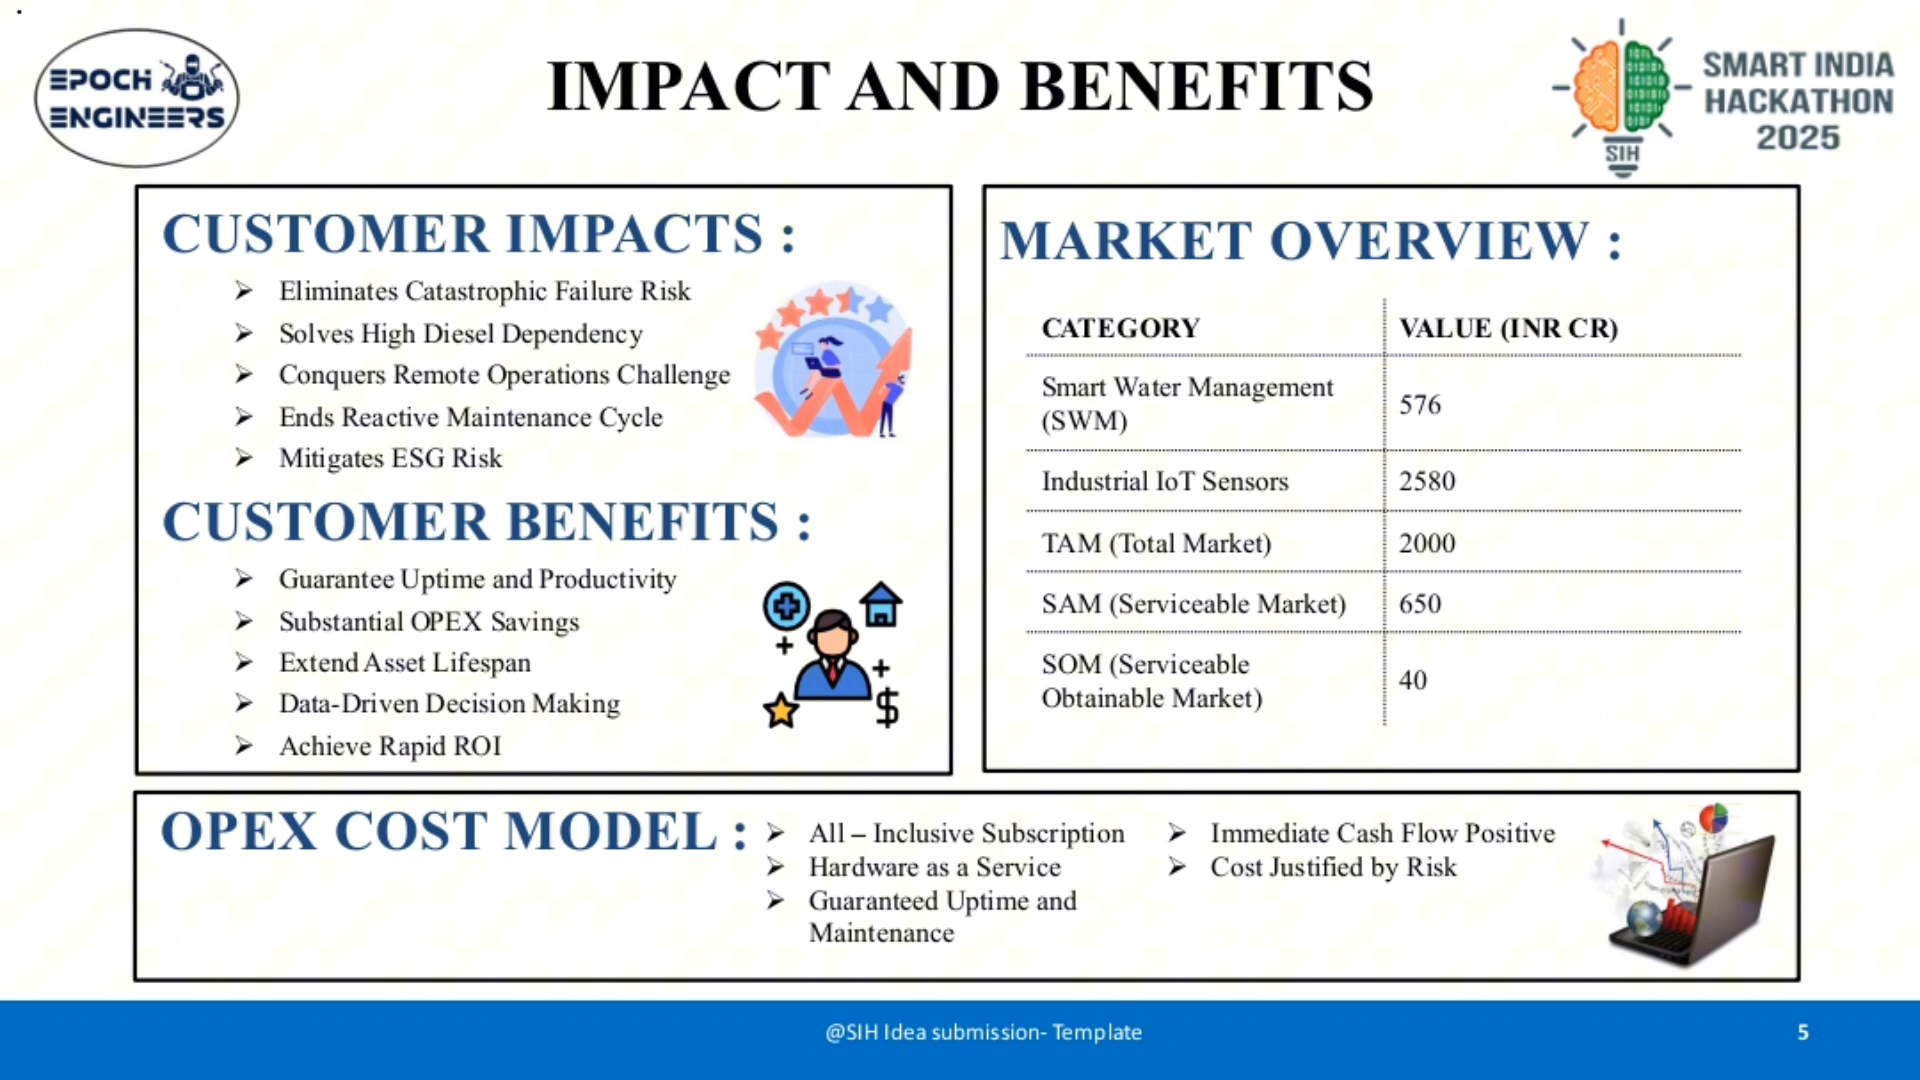 EPOCH
ENGINEERS
IMPACT AND BENEFITS
SIH
SMART INDIA
HACKATHON
2025
CUSTOMER IMPACTS :
➢ Eliminates Catastrophic Failure Risk
➢ Solves High Diesel Dependency
➢ Conquers Remote Operations Challenge
➢ Ends Reactive Maintenance Cycle
➢ Mitigates ESG Risk
CUSTOMER BENEFITS :
➢ Guarantee Uptime and Productivity
➢ Substantial OPEX Savings
➢ Extend Asset Lifespan
➢ Data-Driven Decision Making
➢ Achieve Rapid ROI
MARKET OVERVIEW :
CATEGORY VALUE (INR CR)
Smart Water Management
(SWM) 576
Industrial IoT Sensors 2580
TAM (Total Market) 2000
SAM (Serviceable Market) 650
SOM (Serviceable
Obtainable Market) 40
OPEX COST MODEL :
➢ All – Inclusive Subscription
➢ Hardware as a Service
➢ Guaranteed Uptime and
Maintenance
➢ Immediate Cash Flow Positive
➢ Cost Justified by Risk
@SIH Idea submission- Template
5